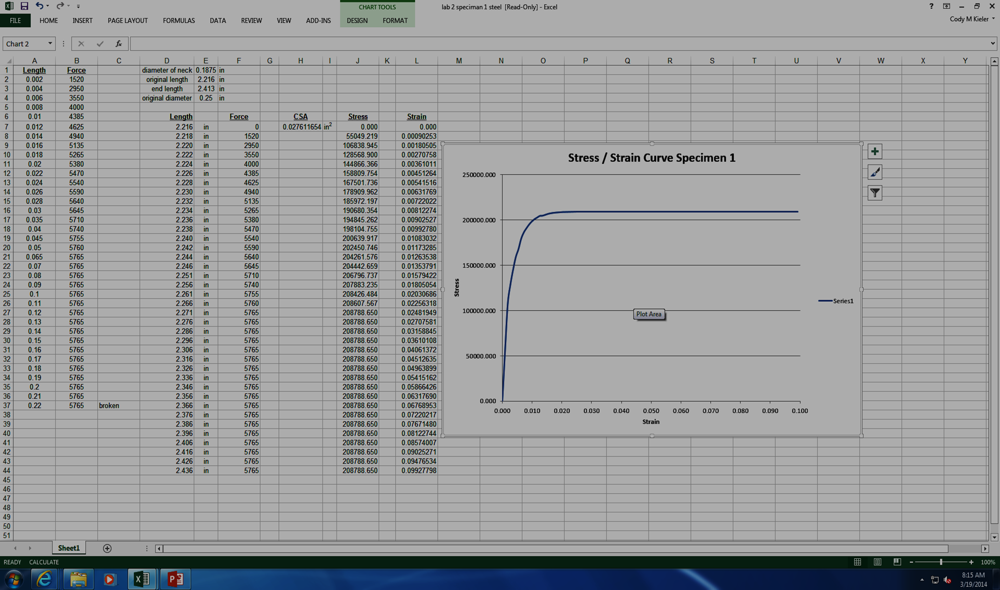 CHART TOOLS
lab 2 speciman 1 steel [Read-Only] - Excel
?
FILE HOME INSERT PAGE LAYOUT FORMULAS DATA REVIEW VIEW ADD-INS DESIGN FORMAT
Cody M Kieler
Chart 2 fx
A B C D E F G H I J K L M N O P Q R S T U V W X Y
1 Length Force diameter of neck 0.1875 in
2 0.002 1520 original length 2.216 in
3 0.004 2950 end length 2.413 in
4 0.006 3550 original diameter 0.25 in
5 0.008 4000
6 0.01 4385 Length Force CSA Stress Strain
7 0.012 4625 2.216 in 0 0.027611654 in² 0.000 0.000
8 0.014 4940 2.218 in 1520 55049.219 0.00090253
9 0.016 5135 2.220 in 2950 106838.945 0.00180505
10 0.018 5265 2.222 in 3550 128568.900 0.00270758
11 0.02 5380 2.224 in 4000 144866.366 0.00361011
12 0.022 5470 2.226 in 4385 158809.754 0.00451264
13 0.024 5540 2.228 in 4625 167501.736 0.00541516
14 0.026 5590 2.230 in 4940 178909.962 0.00631769
15 0.028 5640 2.232 in 5135 185972.197 0.00722022
16 0.03 5645 2.234 in 5265 190680.354 0.00812274
17 0.035 5710 2.236 in 5380 194845.262 0.00902527
18 0.04 5740 2.238 in 5470 198104.755 0.00992780
19 0.045 5755 2.240 in 5540 200639.917 0.01083032
20 0.05 5760 2.242 in 5590 202450.746 0.01173285
21 0.065 5765 2.244 in 5640 204261.576 0.01263538
22 0.07 5765 2.246 in 5645 204442.659 0.01353791
23 0.08 5765 2.251 in 5710 206796.737 0.01579422
24 0.09 5765 2.256 in 5740 207883.235 0.01805054
25 0.1 5765 2.261 in 5755 208426.484 0.02030686
26 0.11 5765 2.266 in 5760 208607.567 0.02256318
27 0.12 5765 2.271 in 5765 208788.650 0.02481949
28 0.13 5765 2.276 in 5765 208788.650 0.02707581
29 0.14 5765 2.286 in 5765 208788.650 0.03158845
30 0.15 5765 2.296 in 5765 208788.650 0.03610108
31 0.16 5765 2.306 in 5765 208788.650 0.04061372
32 0.17 5765 2.316 in 5765 208788.650 0.04512635
33 0.18 5765 2.326 in 5765 208788.650 0.04963899
34 0.19 5765 2.336 in 5765 208788.650 0.05415162
35 0.2 5765 2.346 in 5765 208788.650 0.05866426
36 0.21 5765 2.356 in 5765 208788.650 0.06317690
37 0.22 5765 broken 2.366 in 5765 208788.650 0.06768953
38 2.376 in 5765 208788.650 0.07220217
39 2.386 in 5765 208788.650 0.07671480
40 2.396 in 5765 208788.650 0.08122744
41 2.406 in 5765 208788.650 0.08574007
42 2.416 in 5765 208788.650 0.09025271
43 2.426 in 5765 208788.650 0.09476534
44 2.436 in 5765 208788.650 0.09927798
45
46
47
48
49
50
51
Stress / Strain Curve Specimen 1
250000.000
200000.000
150000.000
100000.000
50000.000
0.000
Stress
Plot Area
Series1
0.000 0.010 0.020 0.030 0.040 0.050 0.060 0.070 0.080 0.090 0.100
Strain
Sheet1
READY CALCULATE
100%
8:15 AM
3/19/2014